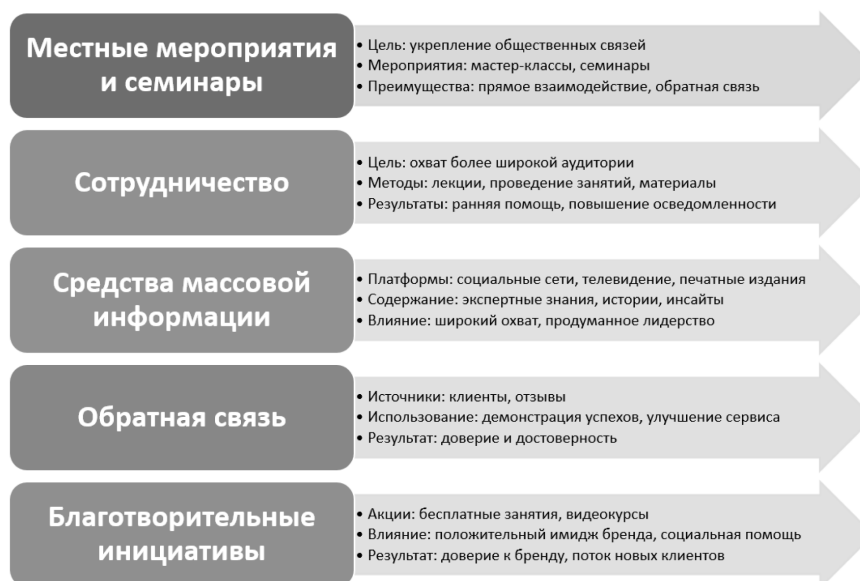 Местные мероприятия
и семинары
• Цель: укрепление общественных связей
• Мероприятия: мастер-классы, семинары
• Преимущества: прямое взаимодействие, обратная связь
Сотрудничество
• Цель: охват более широкой аудитории
• Методы: лекции, проведение занятий, материалы
• Результаты: ранняя помощь, повышение осведомленности
Средства массовой
информации
• Платформы: социальные сети, телевидение, печатные издания
• Содержание: экспертные знания, истории, инсайты
• Влияние: широкий охват, продуманное лидерство
Обратная связь
• Источники: клиенты, отзывы
• Использование: демонстрация успехов, улучшение сервиса
• Результат: доверие и достоверность
Благотворительные
инициативы
• Акции: бесплатные занятия, видеокурсы
• Влияние: положительный имидж бренда, социальная помощь
• Результат: доверие к бренду, поток новых клиентов